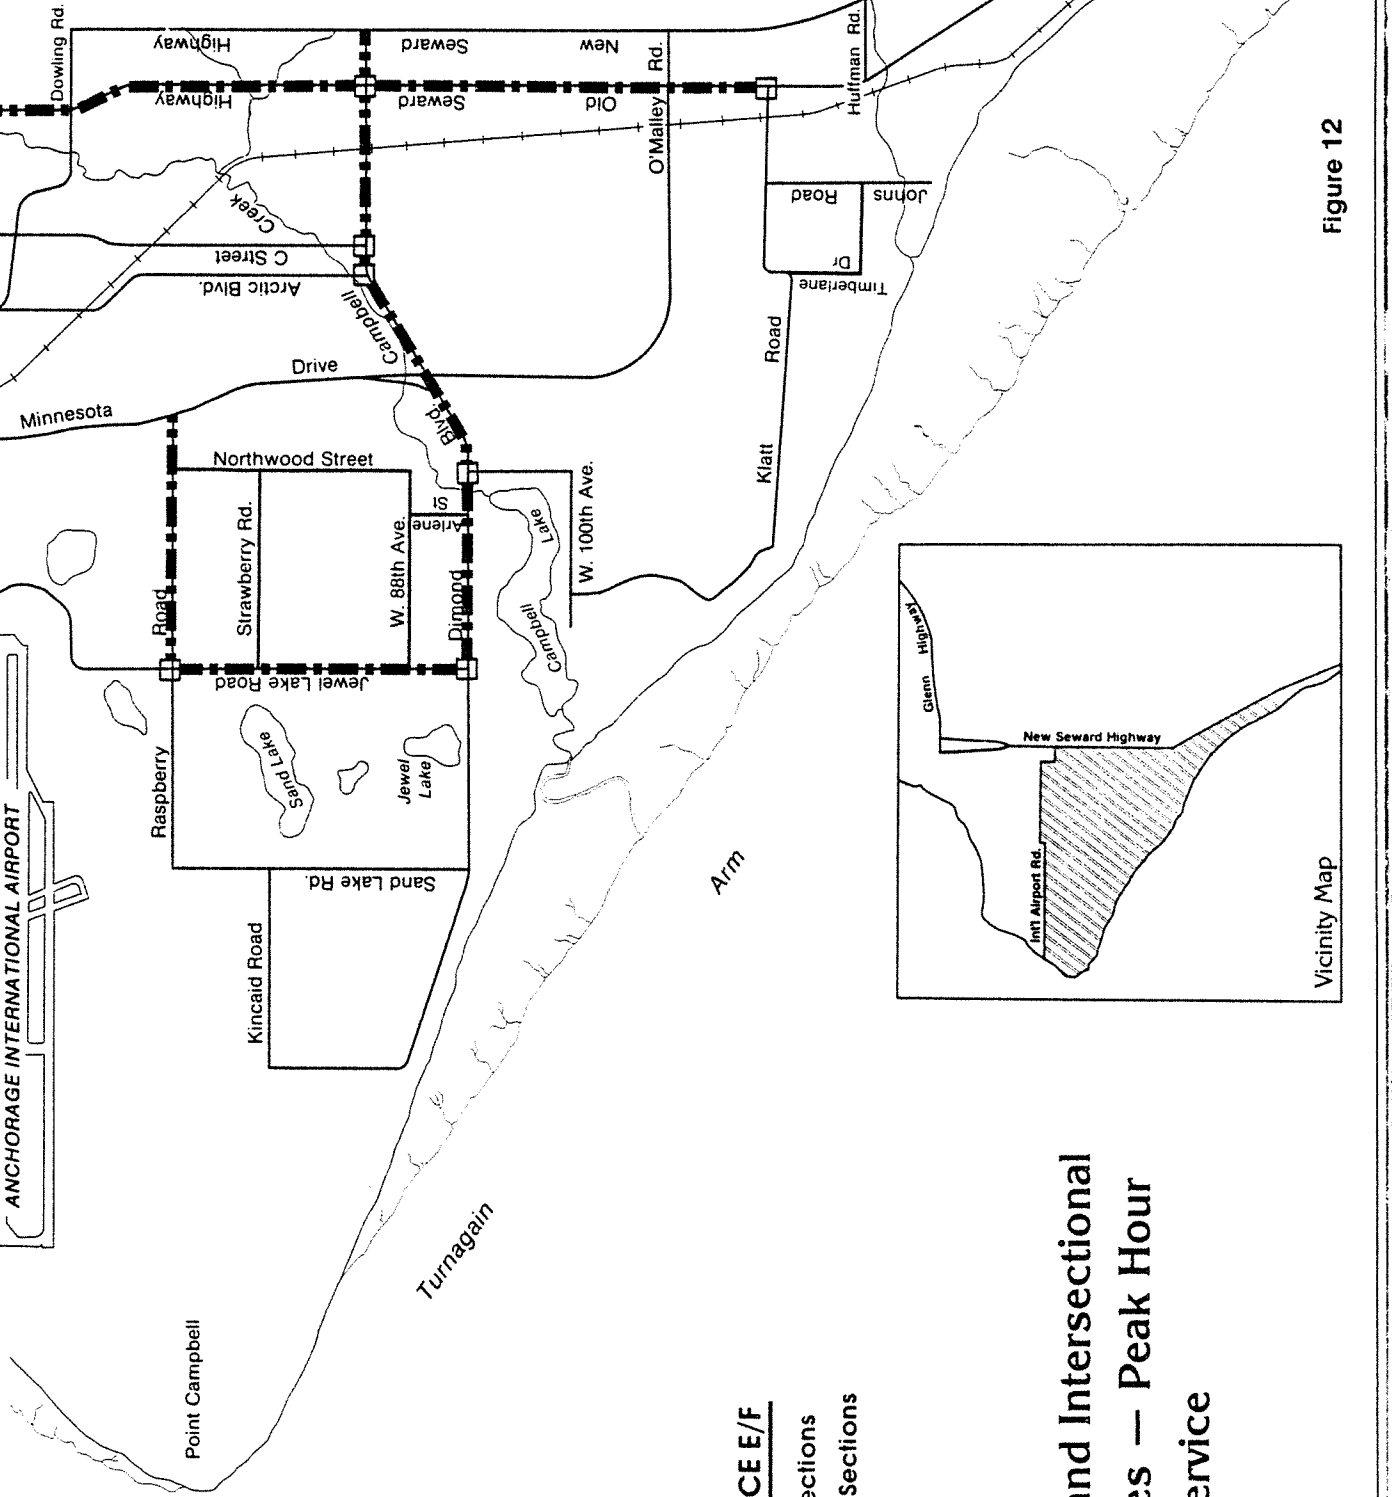 ANCHORAGE INTERNATIONAL AIRPORT
Point Campbell
Turnagain
Arm
Kincaid Road
Sand Lake Rd.
Raspberry
Road
Sand Lake
Jewel
Lake
Jewel Lake Road
Strawberry Rd.
Northwood Street
W. 88th Ave.
Arlene
St
Dimond
Blvd.
Campbell
Lake
W. 100th Ave.
Minnesota
Drive
Arctic Blvd.
C Street
Campbell
Creek
Dowling Rd.
Highway
Seward
New
Highway
Seward
Old
O'Malley Rd.
Huffman Rd.
Johns
Road
Timberlane
Dr
Klatt
Road
Glenn Highway
New Seward Highway
Int'l Airport Rd.
Vicinity Map
CE E/F
ections
Sections
and Intersectional
es — Peak Hour
ervice
Figure 12